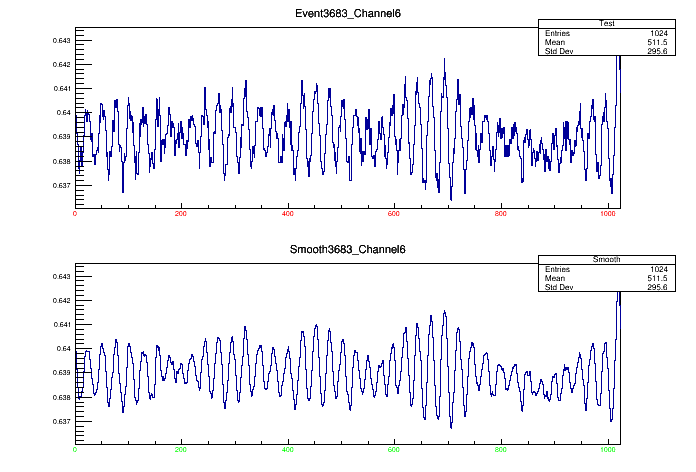 Event3683_Channel6
Test
Entries 1024
Mean 511.5
Std Dev 295.6
0.643
0.642
0.641
0.64
0.639
0.638
0.637
0 200 400 600 800 1000
Smooth3683_Channel6
Smooth
Entries 1024
Mean 511.5
Std Dev 295.6
0.643
0.642
0.641
0.64
0.639
0.638
0.637
0 200 400 600 800 1000